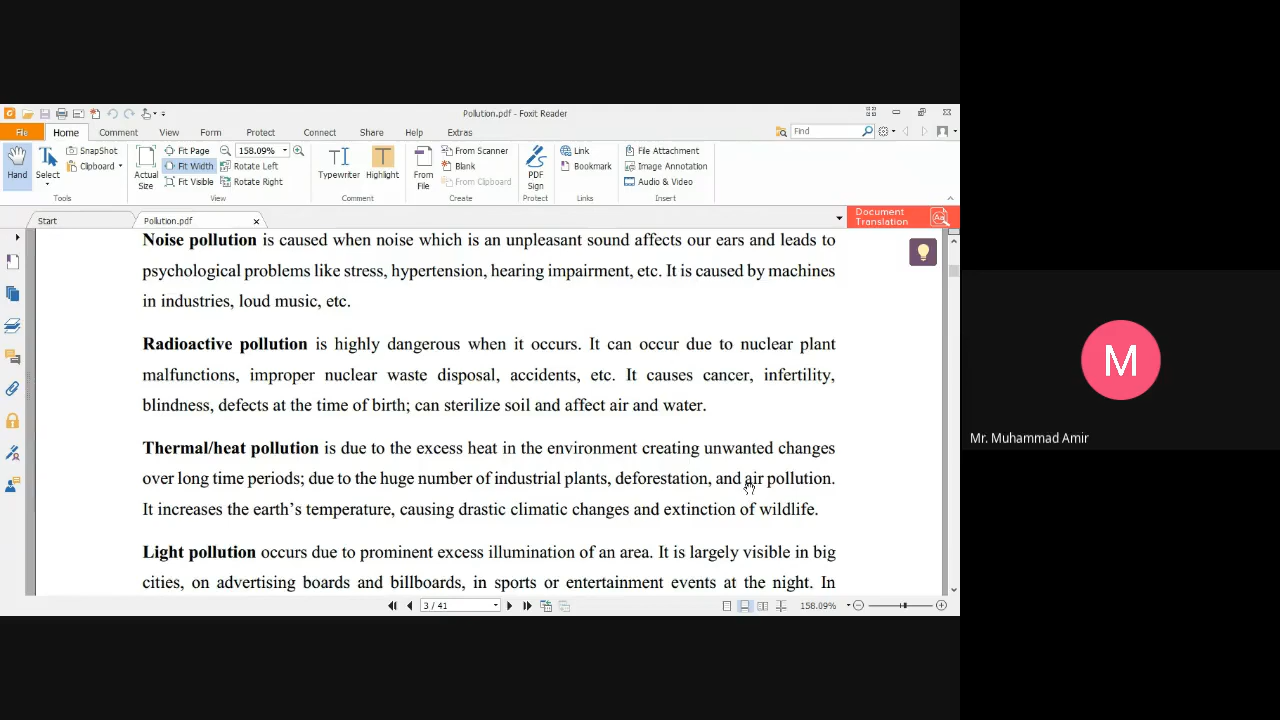 Pollution.pdf - Foxit Reader
File Home Comment View Form Protect Connect Share Help Extras Find
Hand
Select
SnapShot
Clipboard
Tools
Actual Size
Fit Page
Fit Width
Fit Visible
158.09%
Rotate Left
Rotate Right
View
Typewriter
Highlight
Comment
From File
From Scanner
Blank
From Clipboard
Create
PDF Sign
Protect
Link
Bookmark
Links
File Attachment
Image Annotation
Audio & Video
Insert
Start
Pollution.pdf
Document Translation
Noise pollution is caused when noise which is an unpleasant sound affects our ears and leads to
psychological problems like stress, hypertension, hearing impairment, etc. It is caused by machines
in industries, loud music, etc.
Radioactive pollution is highly dangerous when it occurs. It can occur due to nuclear plant
malfunctions, improper nuclear waste disposal, accidents, etc. It causes cancer, infertility,
blindness, defects at the time of birth; can sterilize soil and affect air and water.
Thermal/heat pollution is due to the excess heat in the environment creating unwanted changes
over long time periods; due to the huge number of industrial plants, deforestation, and air pollution.
It increases the earth's temperature, causing drastic climatic changes and extinction of wildlife.
Light pollution occurs due to prominent excess illumination of an area. It is largely visible in big
cities, on advertising boards and billboards, in sports or entertainment events at the night. In
3 / 41
158.09%
M
Mr. Muhammad Amir